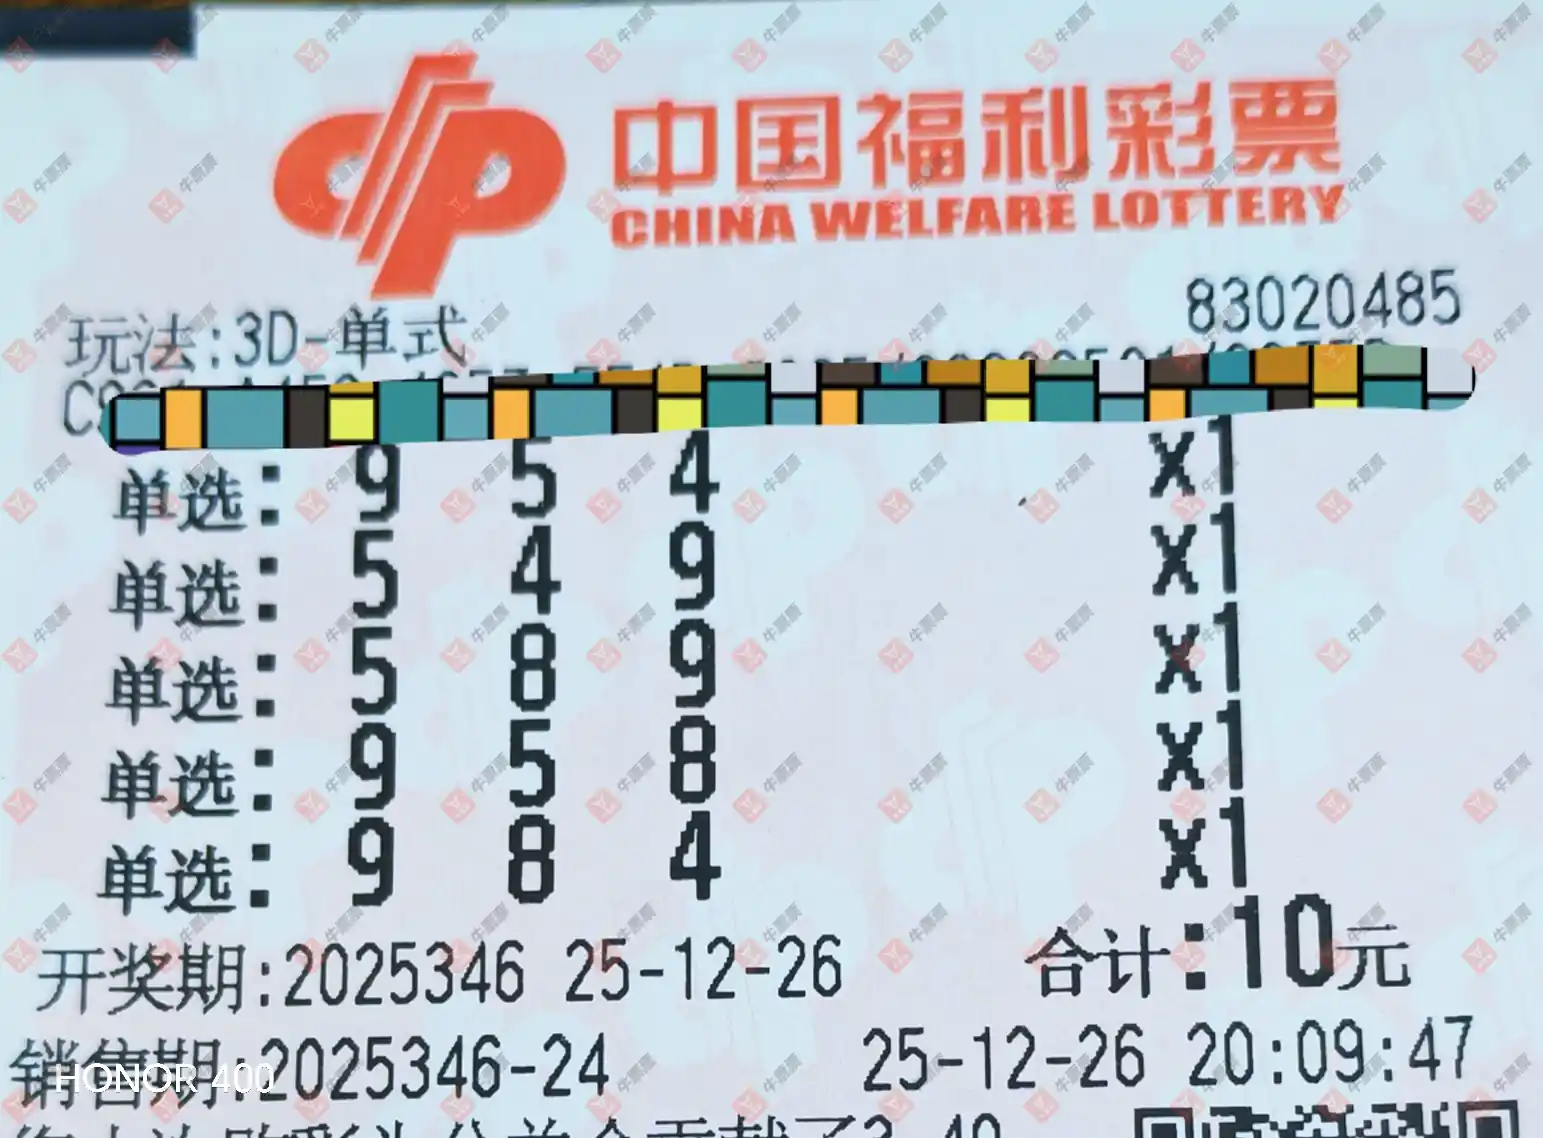 中国福利彩票
CHINA WELFARE LOTTERY
83020485
玩法:3D-单式
单选: 9 5 4 x1
单选: 5 4 9 x1
单选: 5 8 9 x1
单选: 9 5 8 x1
单选: 9 8 4 x1
开奖期:2025346 25-12-26 合计:10元
销售期:2025346-24 25-12-26 20:09:47
HONOR 400
牛票票